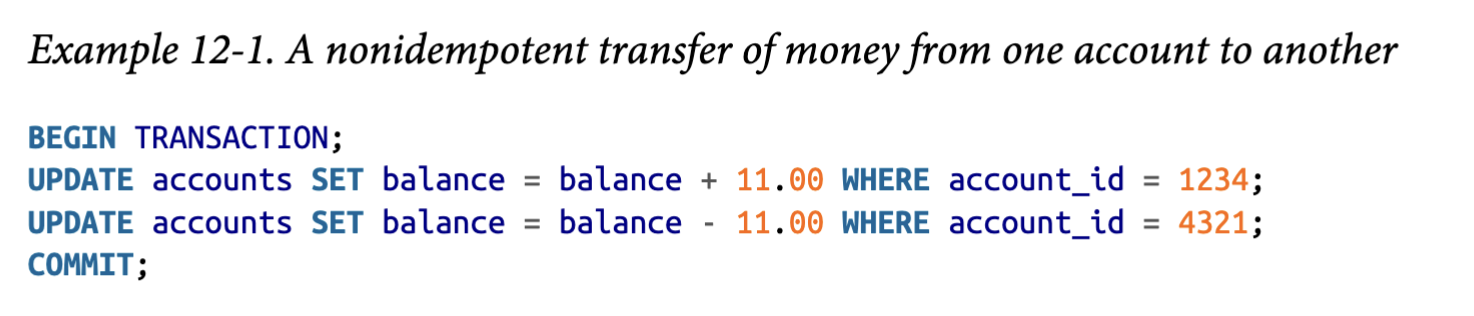 Example 12-1. A nonidempotent transfer of money from one account to another
BEGIN TRANSACTION;
UPDATE accounts SET balance = balance + 11.00 WHERE account_id = 1234;
UPDATE accounts SET balance = balance - 11.00 WHERE account_id = 4321;
COMMIT;